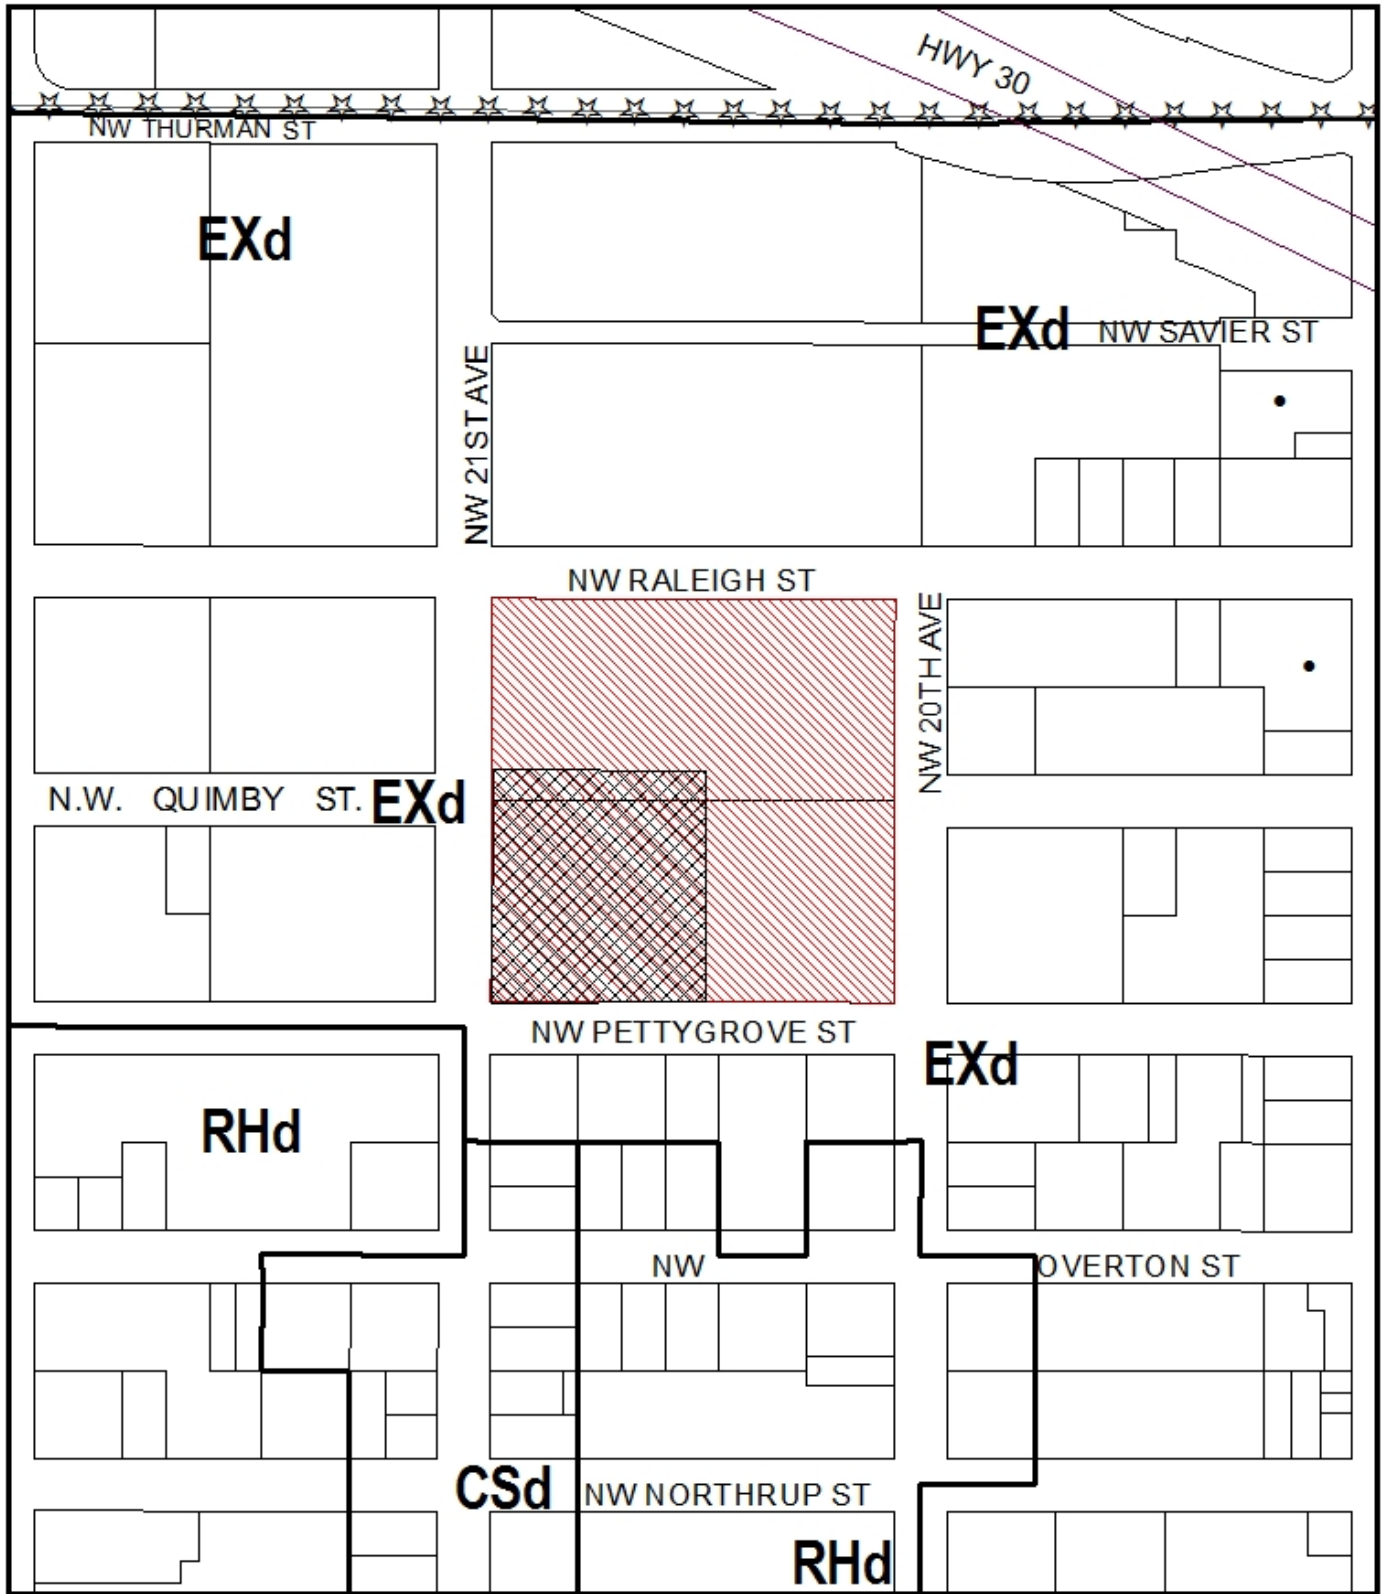 HWY 30
NW THURMAN ST
EXd
EXd
NW SAVIER ST
NW 21ST AVE
NW RALEIGH ST
NW 20TH AVE
N.W. QUIMBY ST.
EXd
NW PETTYGROVE ST
EXd
RHd
NW OVERTON ST
CSd
NW NORTHRUP ST
RHd